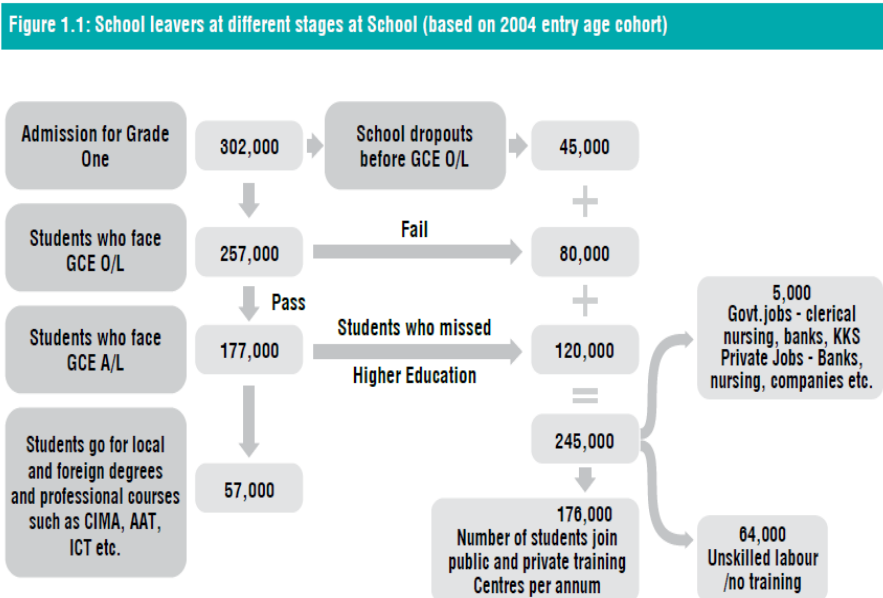 Figure 1.1: School leavers at different stages at School (based on 2004 entry age cohort)
Admission for Grade
One
302,000
School dropouts
before GCE O/L
45,000
+
Students who face
GCE O/L
257,000
Fail
80,000
+
Pass
Students who face
GCE A/L
177,000
Students who missed
Higher Education
120,000
=
245,000
5,000
Govt.jobs - clerical
nursing, banks, KKS
Private Jobs - Banks,
nursing, companies etc.
Students go for local
and foreign degrees
and professional courses
such as CIMA, AAT,
ICT etc.
57,000
176,000
Number of students join
public and private training
Centres per annum
64,000
Unskilled labour
/no training